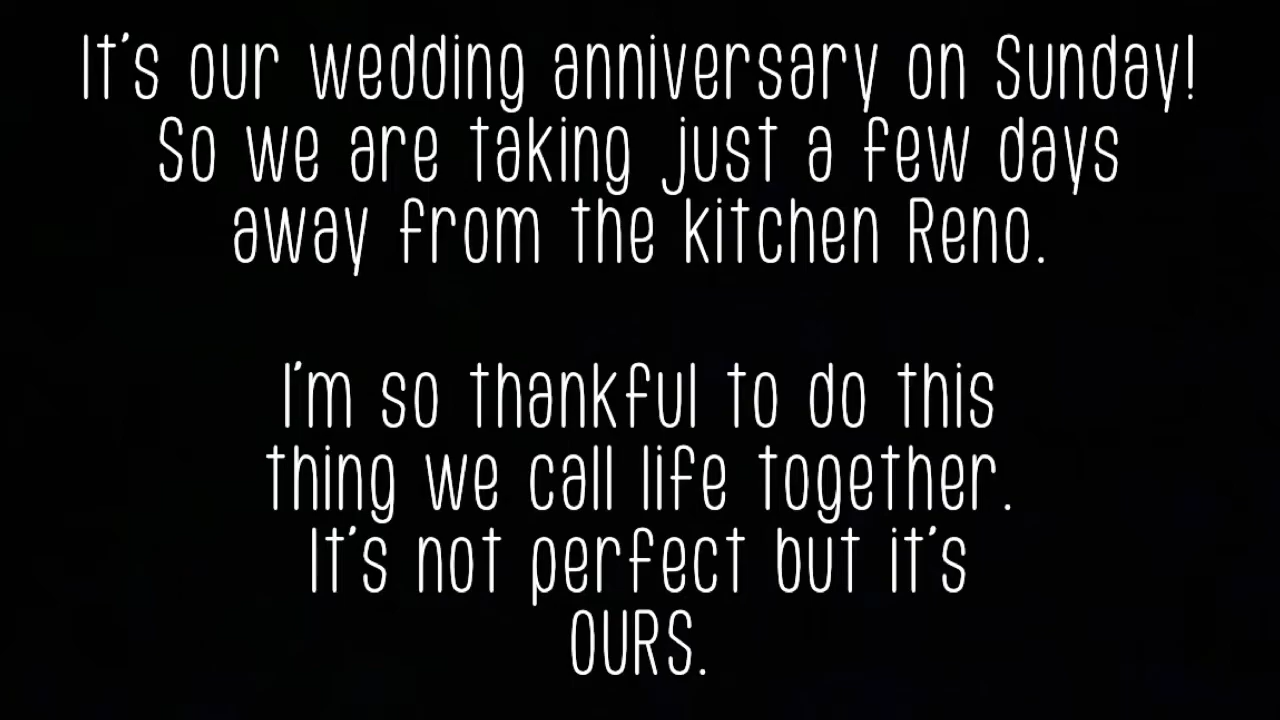 It's our wedding anniversary on Sunday!
So we are taking just a few days
away from the kitchen Reno.
I'm so thankful to do this
thing we call life together.
It's not perfect but it's
OURS.